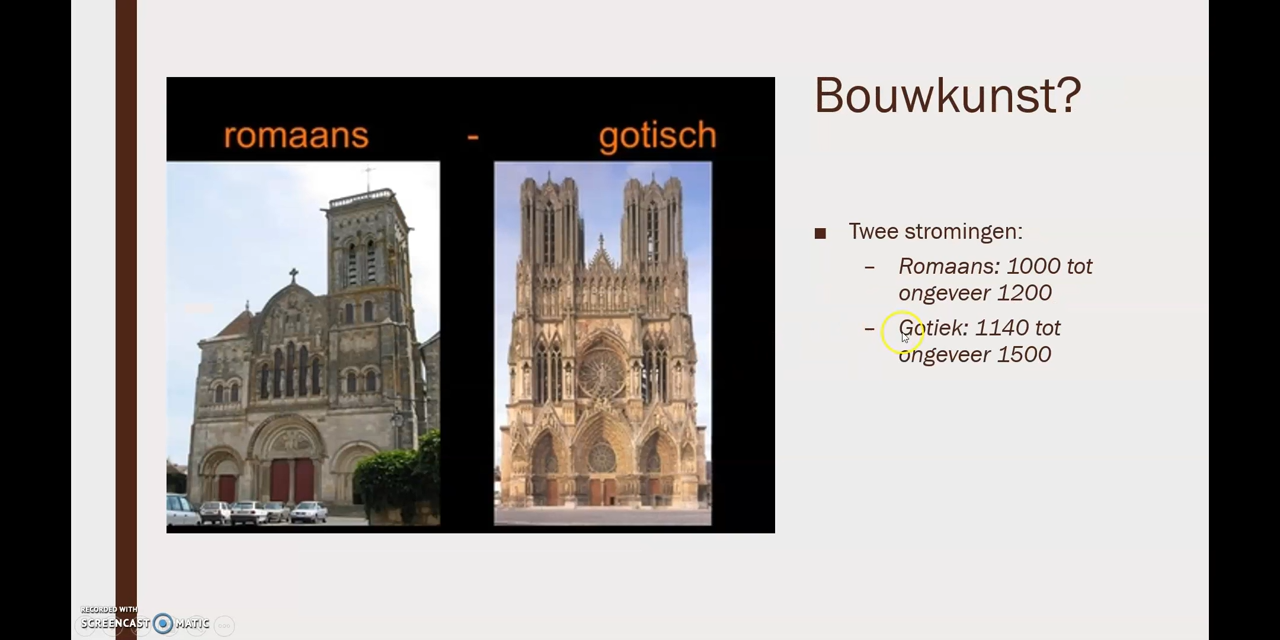 romaans - gotisch
Bouwkunst?
■ Twee stromingen:
– Romaans: 1000 tot
ongeveer 1200
– Gotiek: 1140 tot
ongeveer 1500
RECORDED WITH
SCREENCAST MATIC